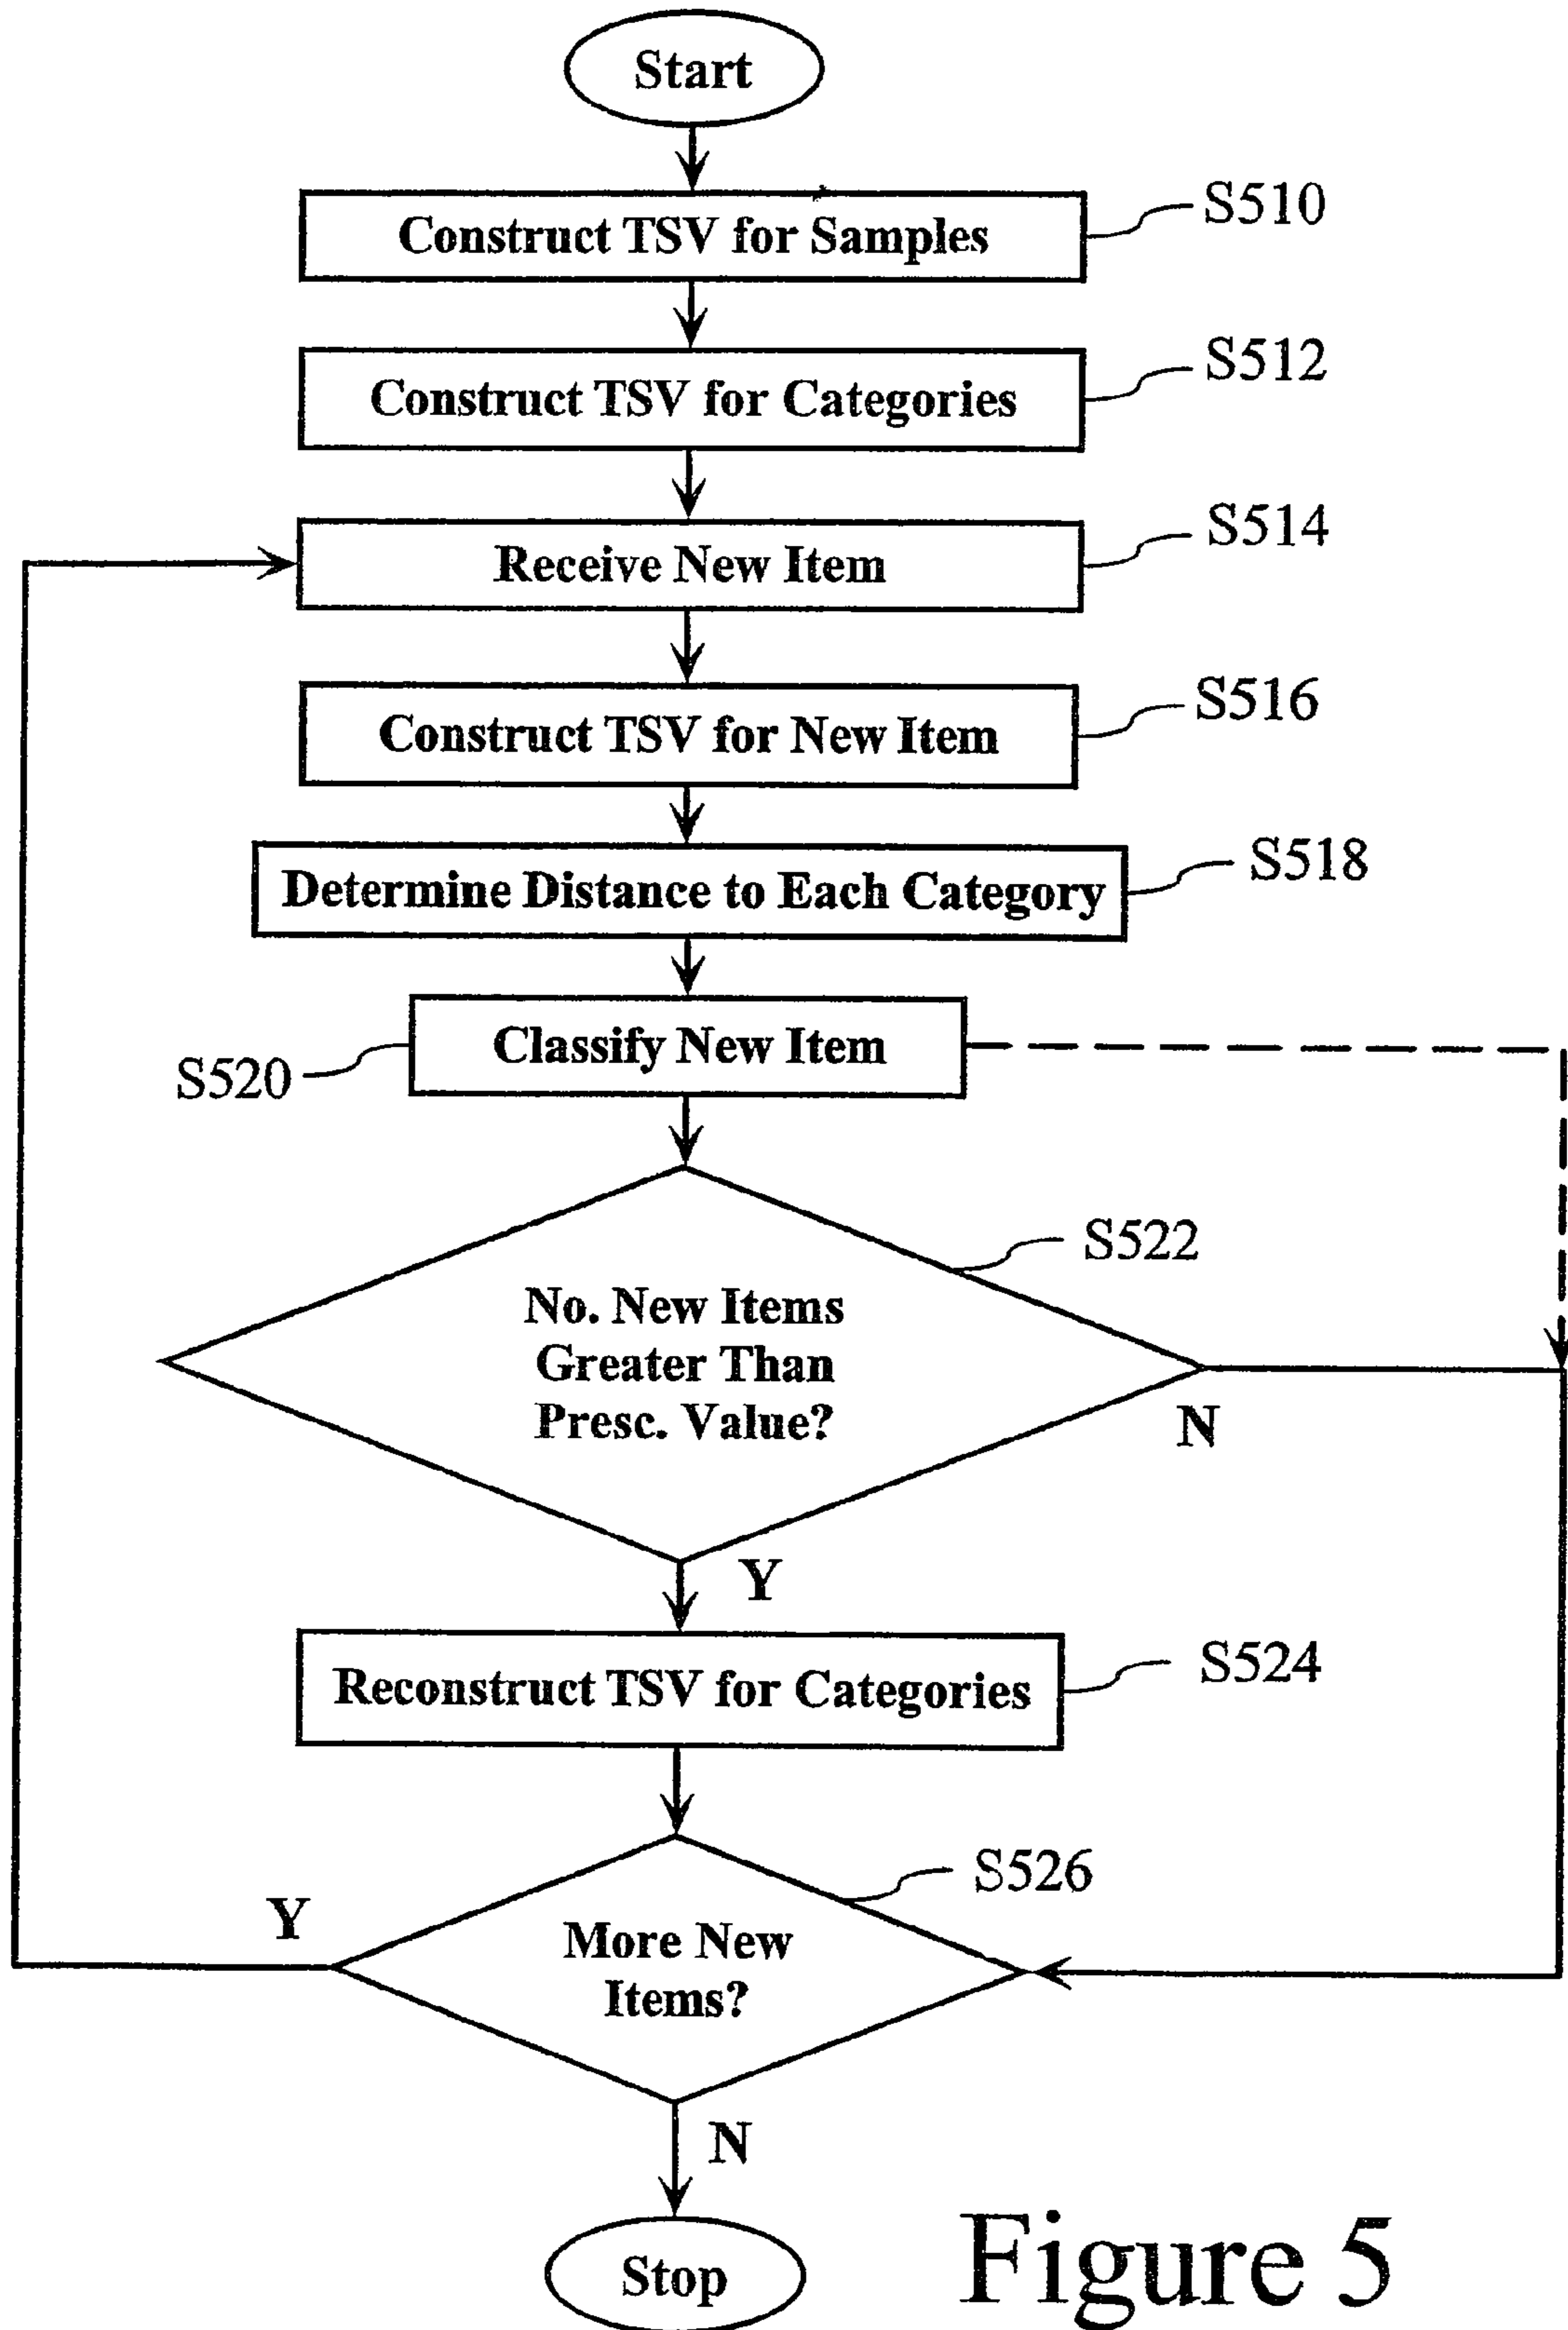 Start
Construct TSV for Samples
S510
Construct TSV for Categories
S512
Receive New Item
S514
Construct TSV for New Item
S516
Determine Distance to Each Category
S518
Classify New Item
S520
No. New Items
Greater Than
Presc. Value?
S522
N
Y
Reconstruct TSV for Categories
S524
More New
Items?
S526
Y
N
Stop
Figure 5